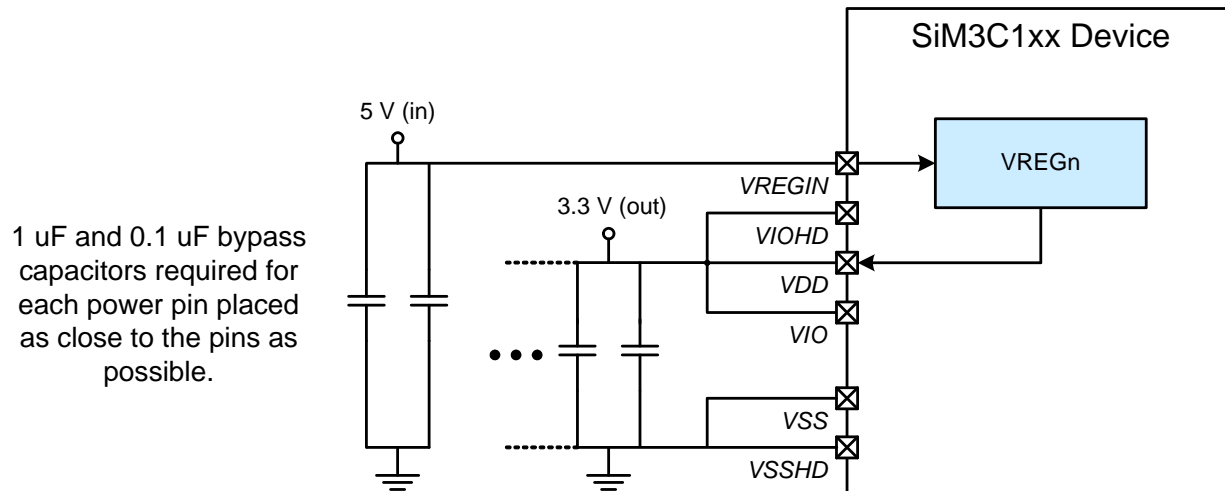 SiM3C1xx Device
5 V (in)
VREGn
VREGIN
3.3 V (out)
VIOHD
1 uF and 0.1 uF bypass
capacitors required for
each power pin placed
as close to the pins as
possible.
VDD
VIO
VSS
VSSHD